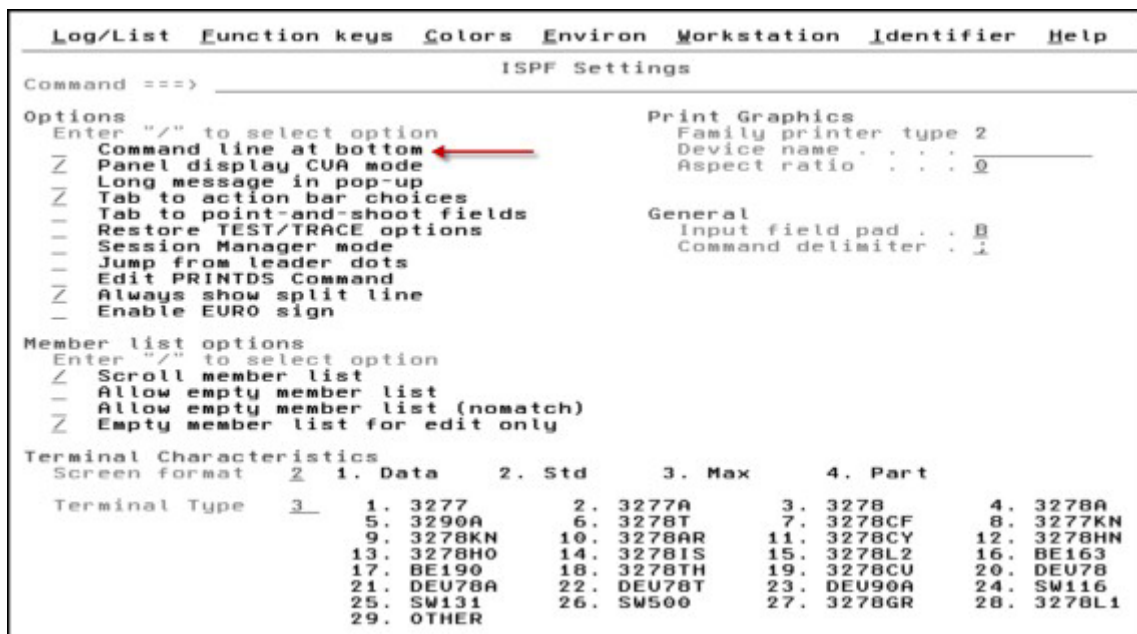 Log/List Function keys Colors Environ Workstation Identifier Help
ISPF Settings
Command ===>
Options
Enter "/" to select option
_ Command line at bottom
/ Panel display CUA mode
_ Long message in pop-up
/ Tab to action bar choices
_ Tab to point-and-shoot fields
_ Restore TEST/TRACE options
_ Session Manager mode
_ Jump from leader dots
_ Edit PRINTDS Command
/ Always show split line
_ Enable EURO sign
Print Graphics
Family printer type 2
Device name . . . .
Aspect ratio . . . 0
General
Input field pad . . B
Command delimiter . ;
Member list options
Enter "/" to select option
/ Scroll member list
_ Allow empty member list
_ Allow empty member list (nomatch)
/ Empty member list for edit only
Terminal Characteristics
Screen format 2 1. Data 2. Std 3. Max 4. Part
Terminal Type 3 1. 3277 2. 3277A 3. 3278 4. 3278A
5. 3290A 6. 3278T 7. 3278CF 8. 3277KN
9. 3278KN 10. 3278AR 11. 3278CY 12. 3278HN
13. 3278HO 14. 3278IS 15. 3278L2 16. BE163
17. BE190 18. 3278TH 19. 3278CU 20. DEU78
21. DEU78A 22. DEU78T 23. DEU90A 24. SW116
25. SW131 26. SW500 27. 3278GR 28. 3278L1
29. OTHER